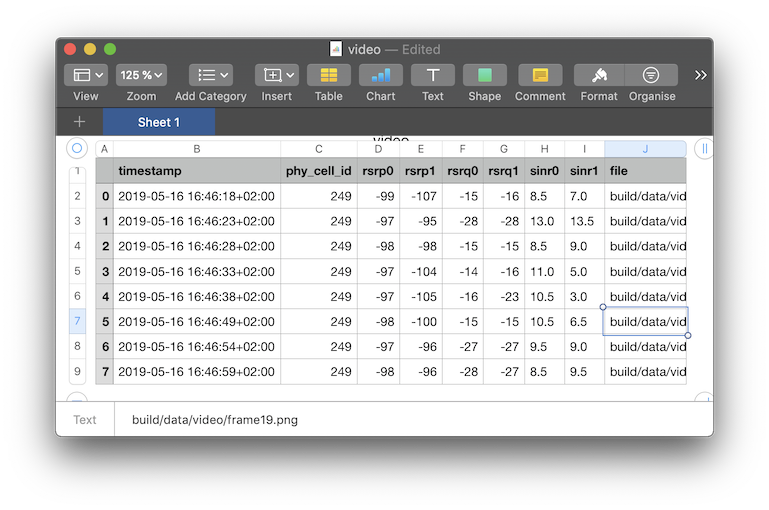 video — Edited
125 %
View Zoom Add Category Insert Table Chart Text Shape Comment Format Organise
Sheet 1
video
A B C D E F G H I J
1 timestamp phy_cell_id rsrp0 rsrp1 rsrq0 rsrq1 sinr0 sinr1 file
2 0 2019-05-16 16:46:18+02:00 249 -99 -107 -15 -16 8.5 7.0 build/data/vid
3 1 2019-05-16 16:46:23+02:00 249 -97 -95 -28 -28 13.0 13.5 build/data/vid
4 2 2019-05-16 16:46:28+02:00 249 -98 -98 -15 -15 8.5 9.0 build/data/vid
5 3 2019-05-16 16:46:33+02:00 249 -97 -104 -14 -16 11.0 5.0 build/data/vid
6 4 2019-05-16 16:46:38+02:00 249 -97 -105 -16 -23 10.5 3.0 build/data/vid
7 5 2019-05-16 16:46:49+02:00 249 -98 -100 -15 -15 10.5 6.5 build/data/vid
8 6 2019-05-16 16:46:54+02:00 249 -97 -96 -27 -27 9.5 9.0 build/data/vid
9 7 2019-05-16 16:46:59+02:00 249 -98 -96 -28 -27 8.5 9.5 build/data/vid
Text build/data/video/frame19.png